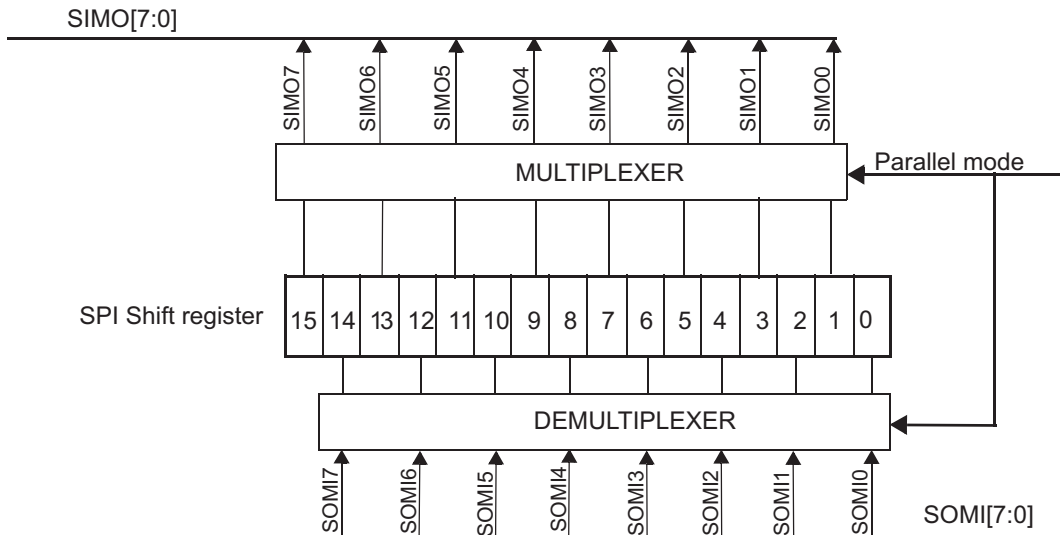 SIMO[7:0]
SIMO7 SIMO6 SIMO5 SIMO4 SIMO3 SIMO2 SIMO1 SIMO0
MULTIPLEXER
Parallel mode
SPI Shift register
15 14 13 12 11 10 9 8 7 6 5 4 3 2 1 0
DEMULTIPLEXER
SOMI7 SOMI6 SOMI5 SOMI4 SOMI3 SOMI2 SOMI1 SOMI0
SOMI[7:0]